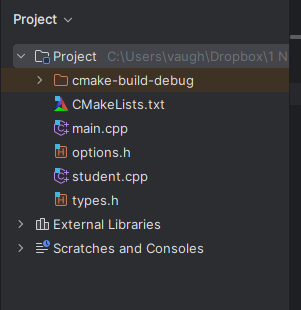 Project
Project C:\Users\vaugh\Dropbox\1 N
cmake-build-debug
CMakeLists.txt
main.cpp
options.h
student.cpp
types.h
External Libraries
Scratches and Consoles